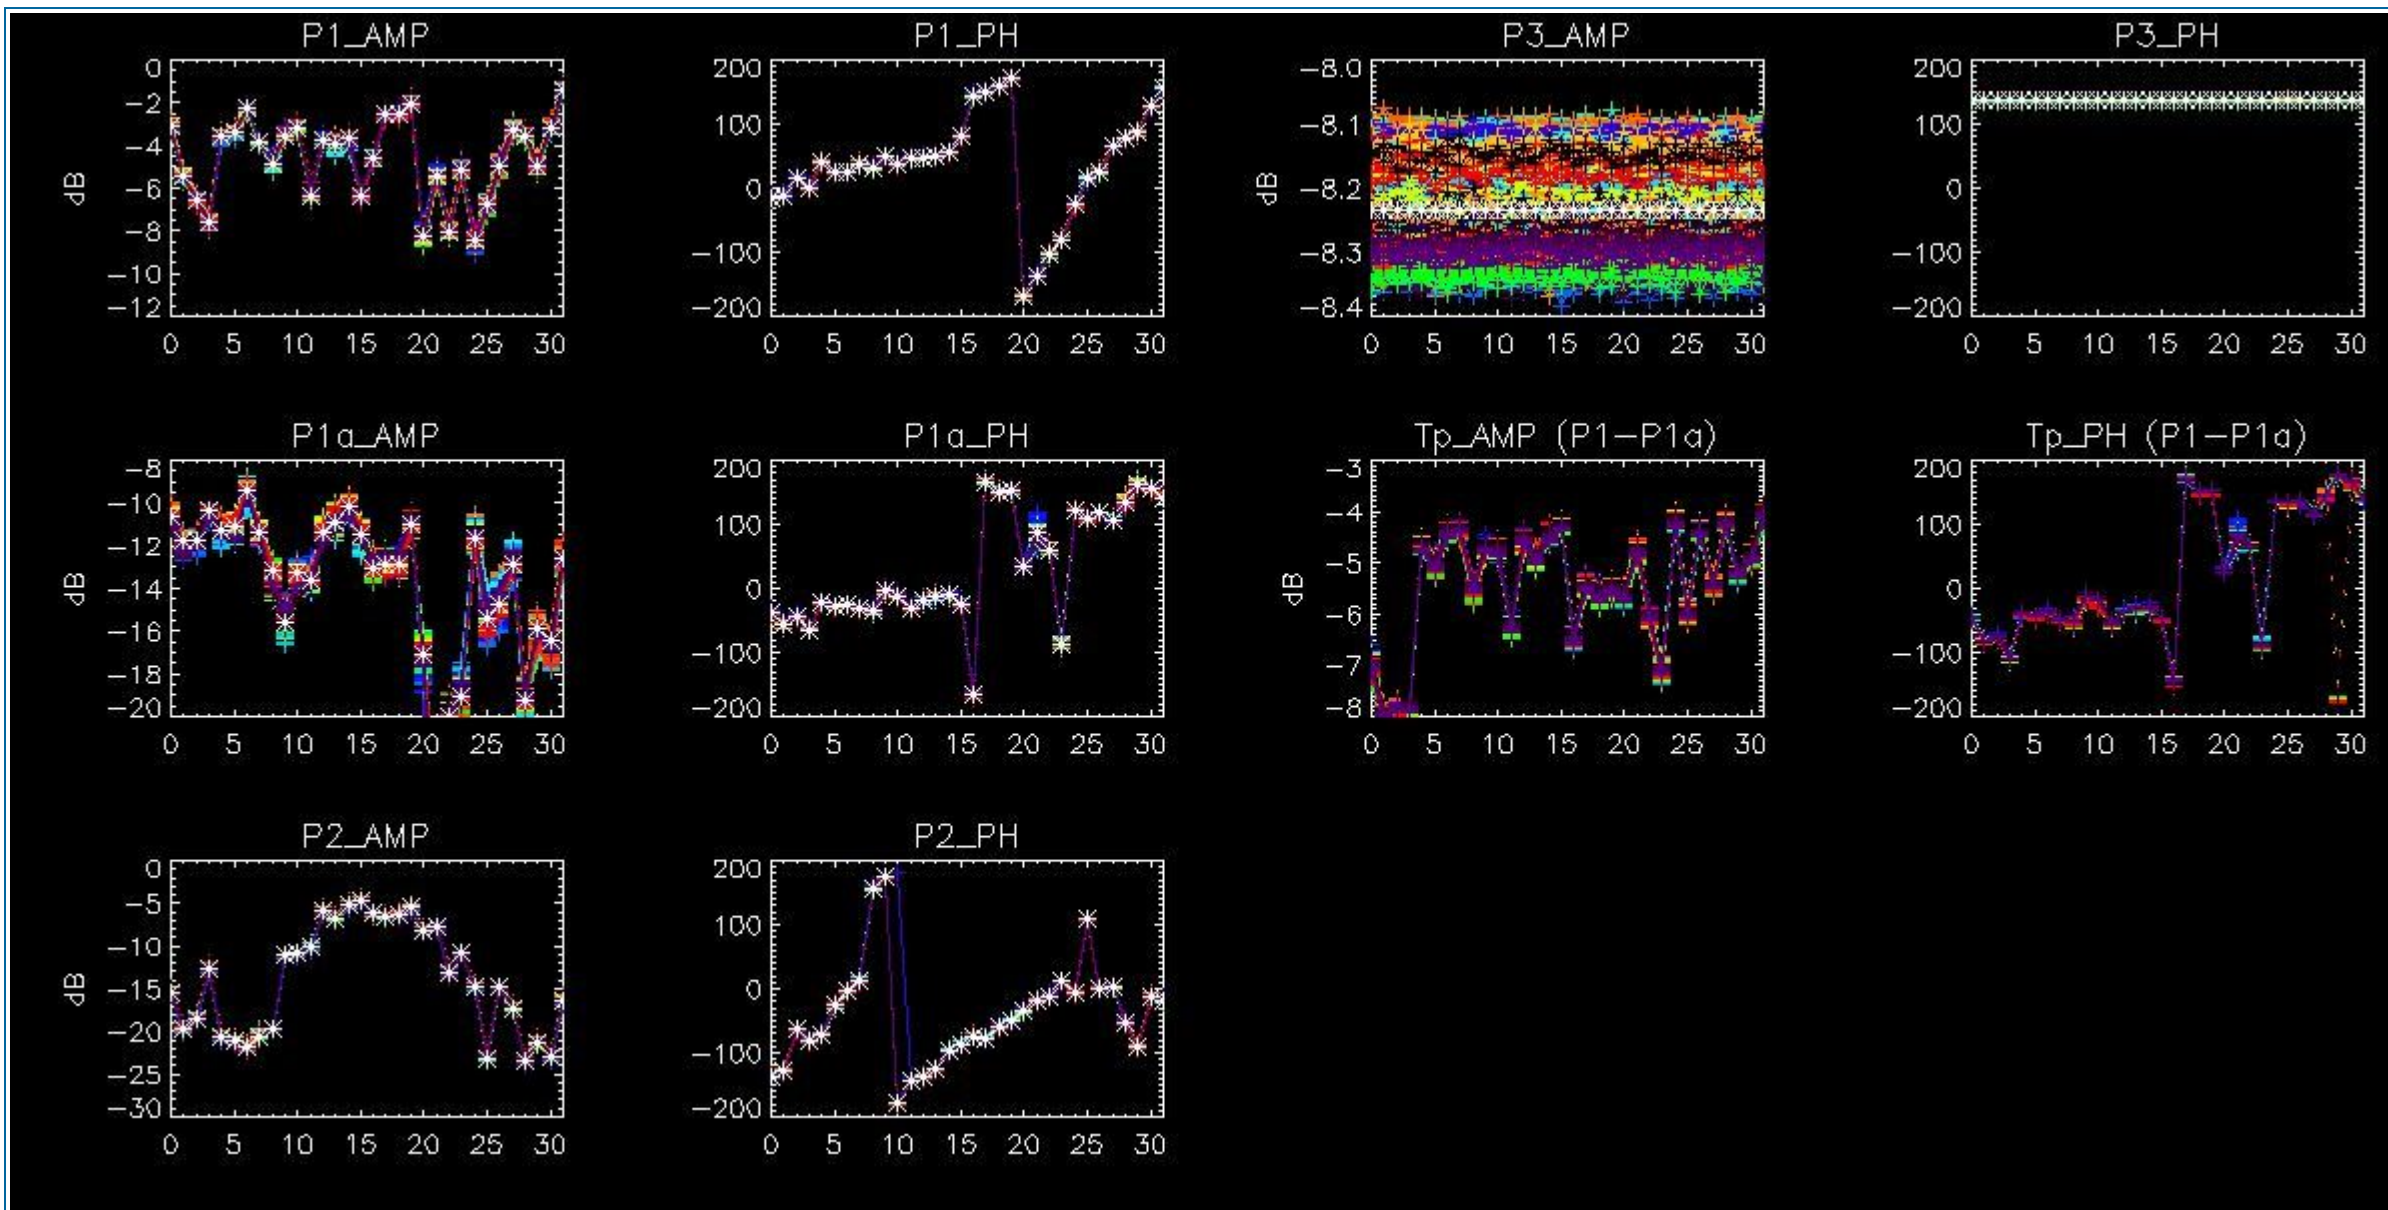 P1_AMP
P1_PH
P3_AMP
P3_PH
0
−2
−4
−6
−8
−10
−12
dB
0 5 10 15 20 25 30
200
100
0
−100
−200
0 5 10 15 20 25 30
−8.0
−8.1
−8.2
−8.3
−8.4
dB
0 5 10 15 20 25 30
200
100
0
−100
−200
0 5 10 15 20 25 30
P1a_AMP
P1a_PH
Tp_AMP (P1−P1a)
Tp_PH (P1−P1a)
−8
−10
−12
−14
−16
−18
−20
dB
0 5 10 15 20 25 30
200
100
0
−100
−200
0 5 10 15 20 25 30
−3
−4
−5
−6
−7
−8
dB
0 5 10 15 20 25 30
200
100
0
−100
−200
0 5 10 15 20 25 30
P2_AMP
P2_PH
0
−5
−10
−15
−20
−25
−30
dB
0 5 10 15 20 25 30
200
100
0
−100
−200
0 5 10 15 20 25 30